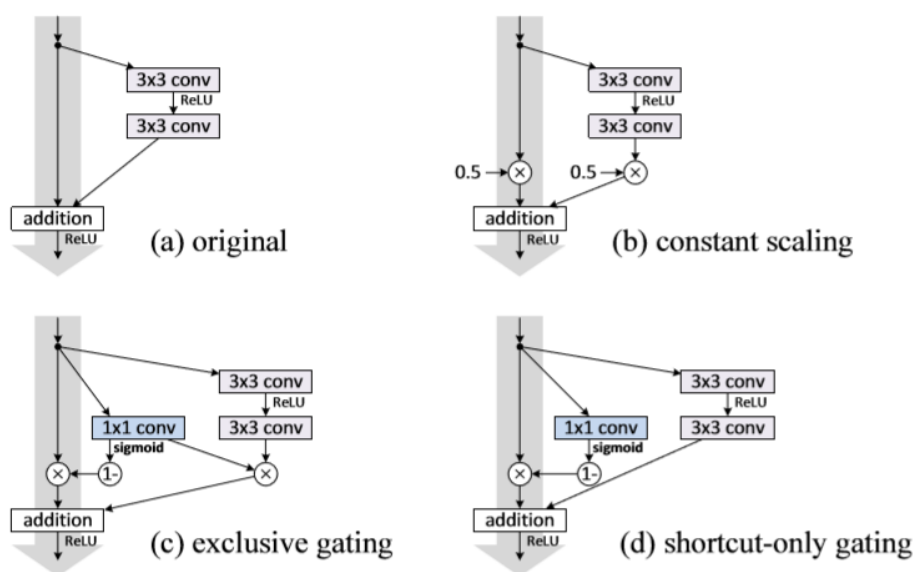 3x3 conv
ReLU
3x3 conv
addition
ReLU
(a) original
3x3 conv
ReLU
3x3 conv
0.5
0.5
addition
ReLU
(b) constant scaling
3x3 conv
ReLU
1x1 conv
3x3 conv
sigmoid
1-
addition
ReLU
(c) exclusive gating
3x3 conv
ReLU
1x1 conv
3x3 conv
sigmoid
1-
addition
ReLU
(d) shortcut-only gating